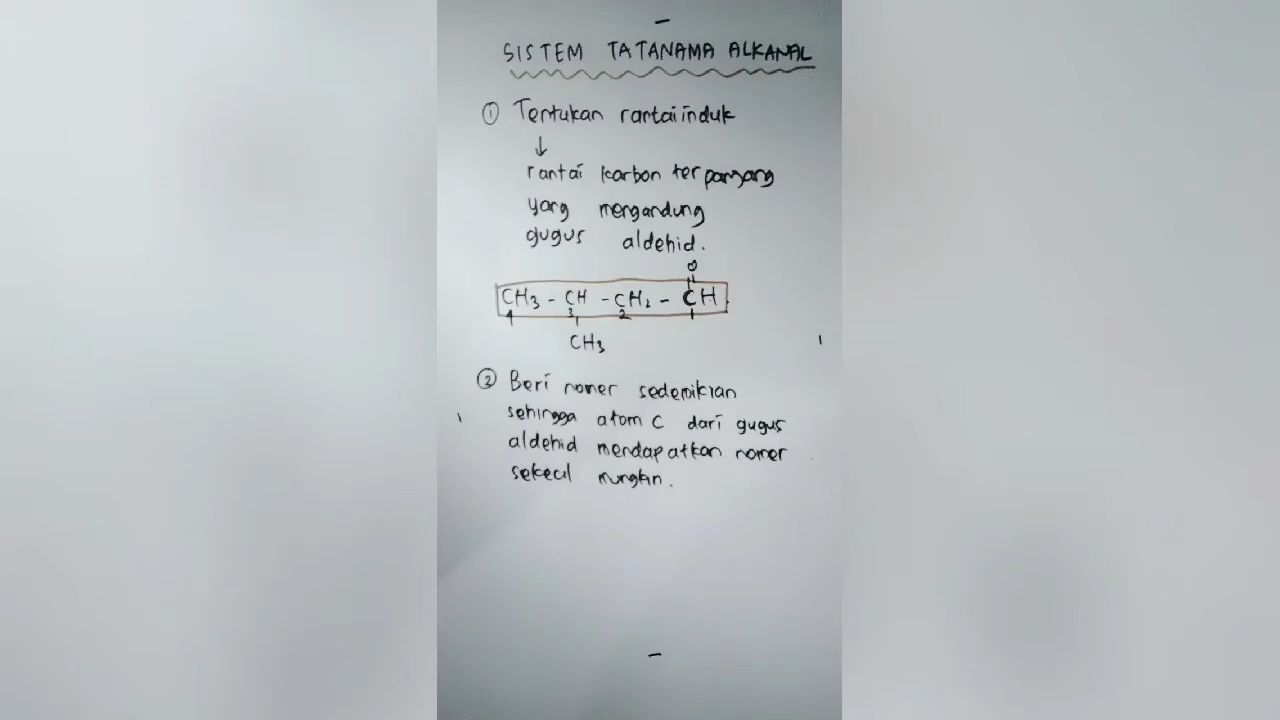 SISTEM TATANAMA ALKANAL
① Tentukan rantai induk
↓
rantai karbon terpanjang
yang mengandung
gugus aldehid.
O
||
CH3 - CH - CH2 - CH
4 3 2 1
CH3
② Beri nomer sedemikian
sehingga atom C dari gugus
aldehid mendapatkan nomer
sekecil mungkin.